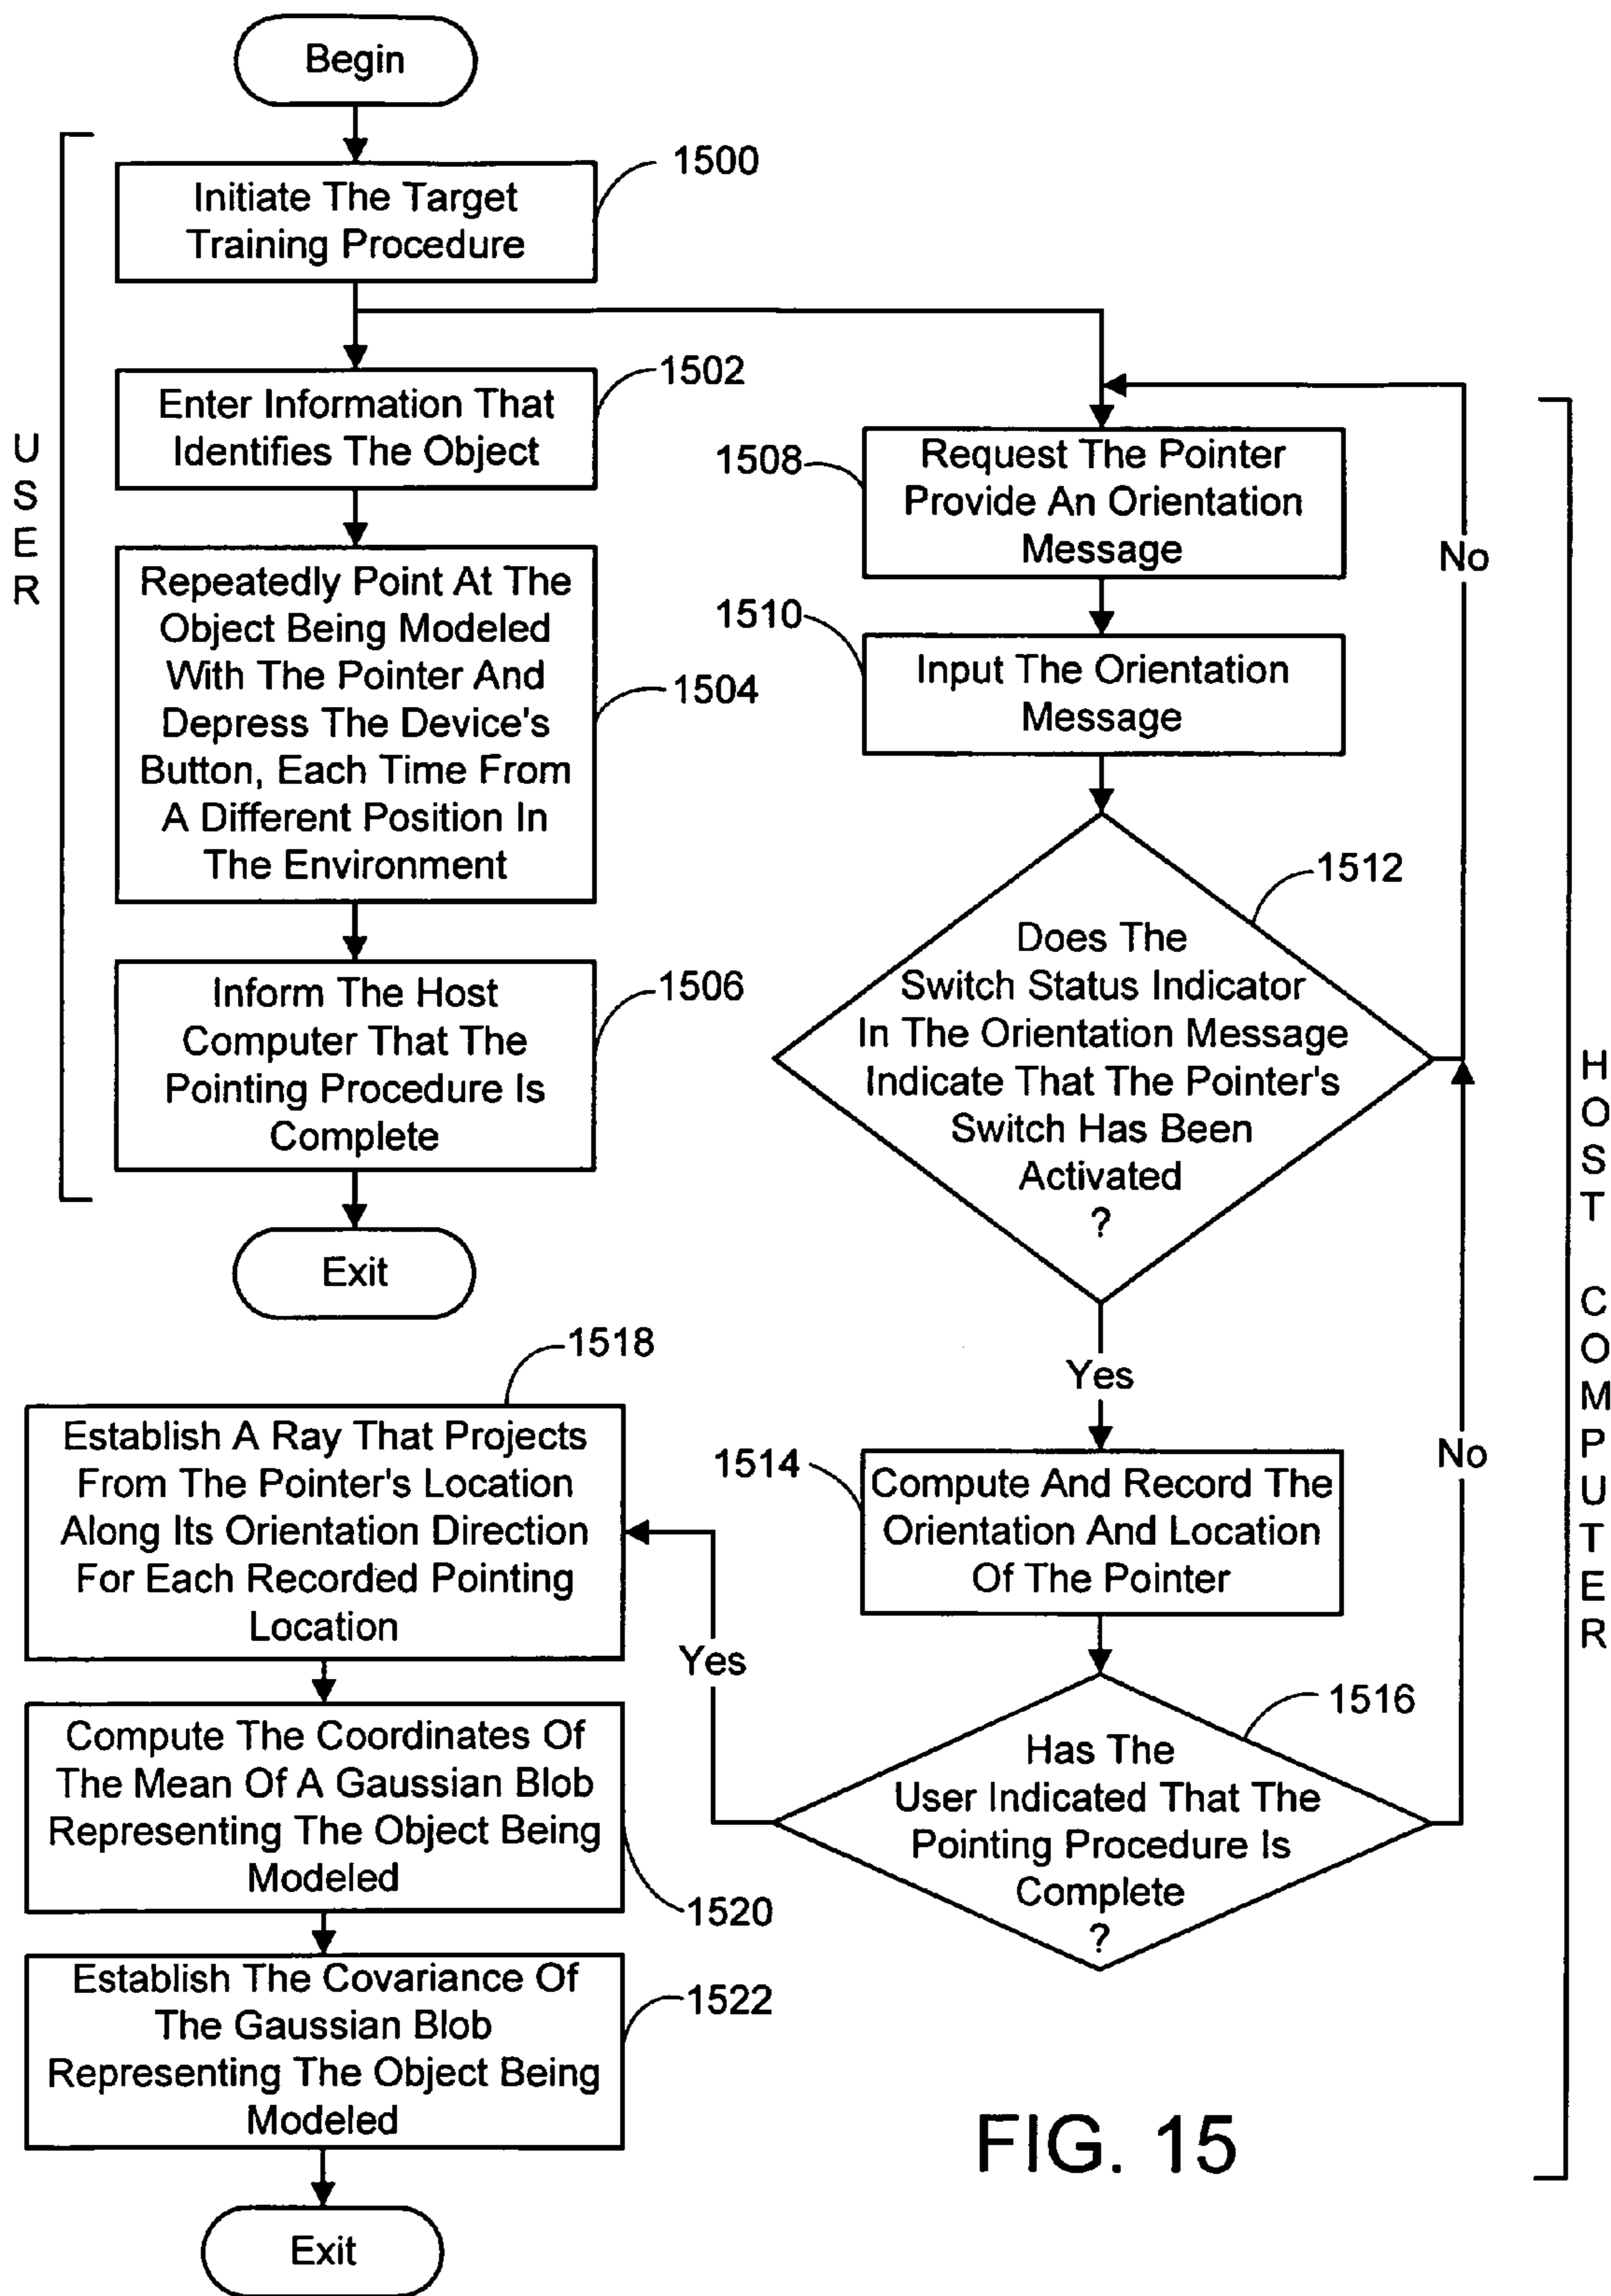 Begin
1500
Initiate The Target
Training Procedure
1502
Enter Information That
Identifies The Object
USER
Repeatedly Point At The
Object Being Modeled
With The Pointer And
Depress The Device's
Button, Each Time From
A Different Position In
The Environment
1504
Inform The Host
Computer That The
Pointing Procedure Is
Complete
1506
Exit
1508
Request The Pointer
Provide An Orientation
Message
No
1510
Input The Orientation
Message
1512
Does The
Switch Status Indicator
In The Orientation Message
Indicate That The Pointer's
Switch Has Been
Activated
?
HOST COMPUTER
Yes
1514
Compute And Record The
Orientation And Location
Of The Pointer
No
1516
Has The
User Indicated That The
Pointing Procedure Is
Complete
?
Yes
1518
Establish A Ray That Projects
From The Pointer's Location
Along Its Orientation Direction
For Each Recorded Pointing
Location
Compute The Coordinates Of
The Mean Of A Gaussian Blob
Representing The Object Being
Modeled
1520
Establish The Covariance Of
The Gaussian Blob
Representing The Object Being
Modeled
1522
Exit
FIG. 15